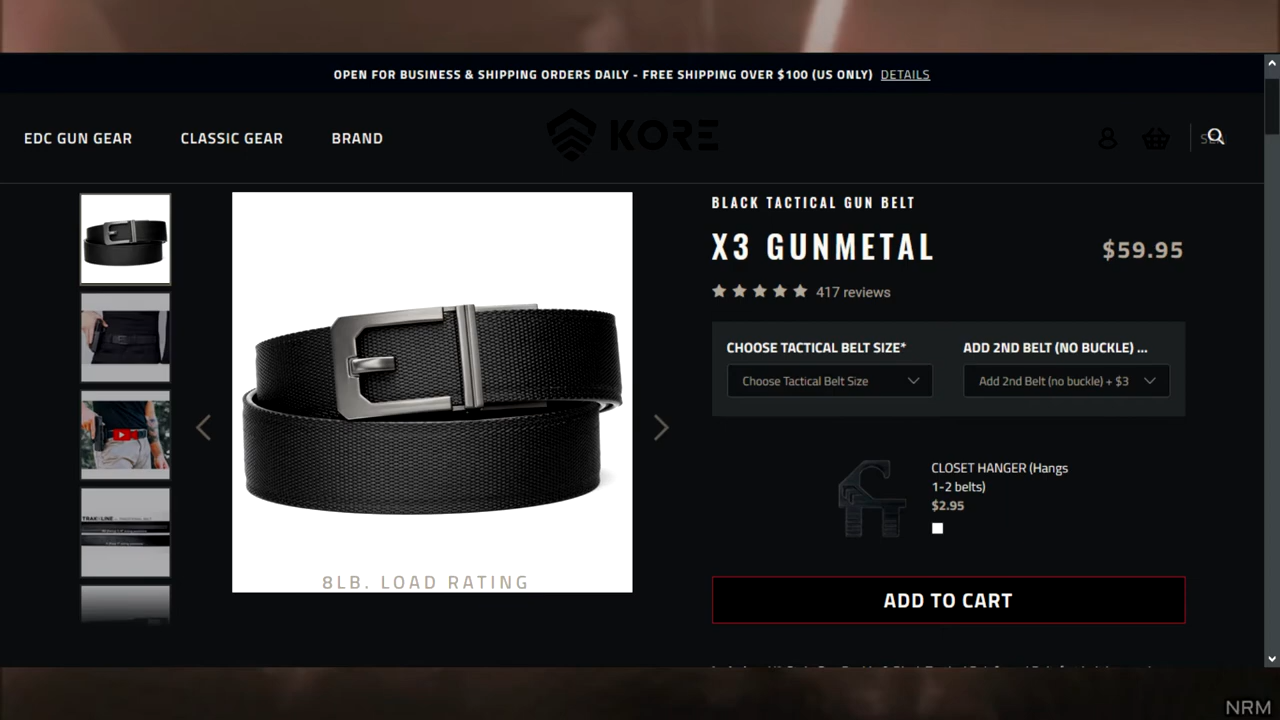 OPEN FOR BUSINESS & SHIPPING ORDERS DAILY - FREE SHIPPING OVER $100 (US ONLY) DETAILS
EDC GUN GEAR
CLASSIC GEAR
BRAND
KORE
BLACK TACTICAL GUN BELT
X3 GUNMETAL
$59.95
417 reviews
CHOOSE TACTICAL BELT SIZE*
ADD 2ND BELT (NO BUCKLE) ...
Choose Tactical Belt Size
Add 2nd Belt (no buckle) + $3
CLOSET HANGER (Hangs
1-2 belts)
$2.95
8LB. LOAD RATING
ADD TO CART
NRM